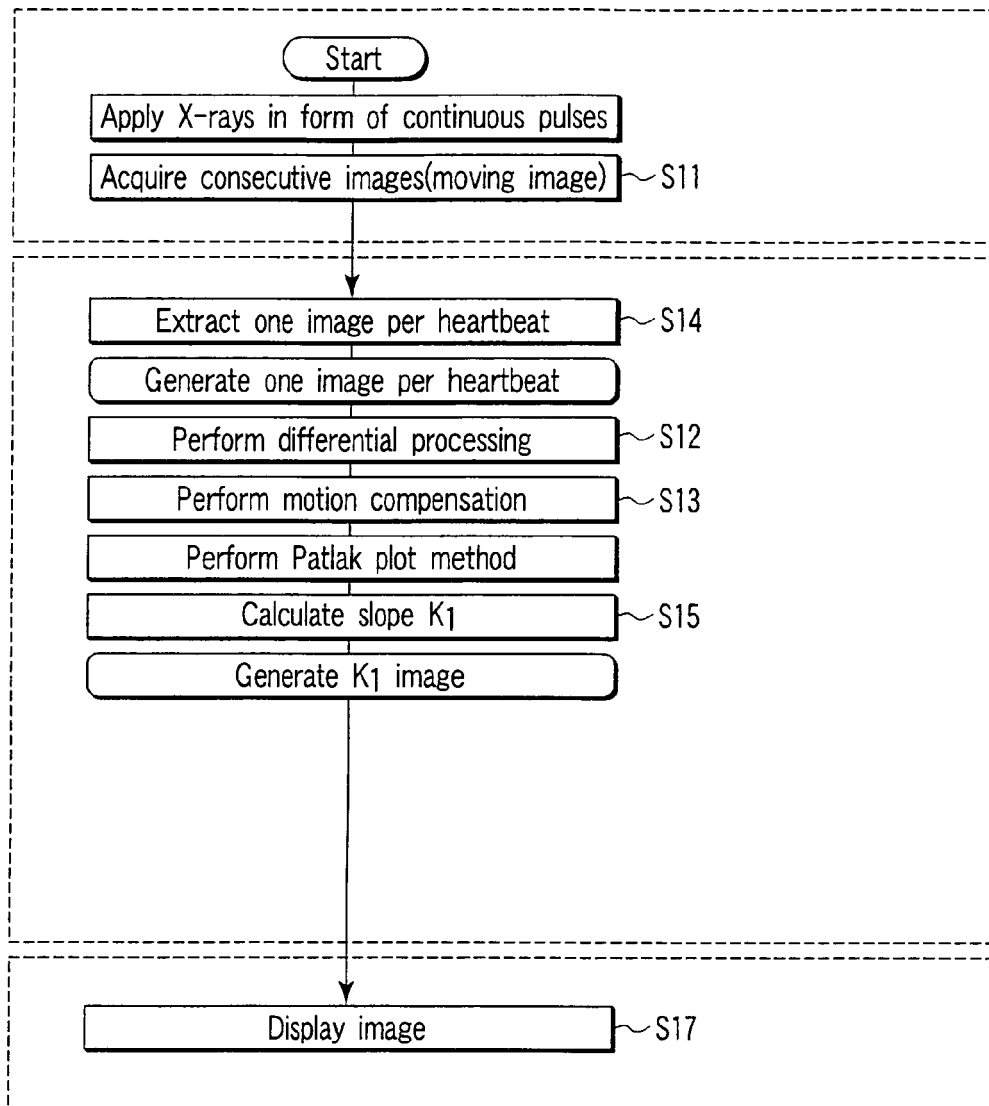 Start
Apply X-rays in form of continuous pulses
Acquire consecutive images(moving image) S11
Extract one image per heartbeat S14
Generate one image per heartbeat
Perform differential processing S12
Perform motion compensation S13
Perform Patlak plot method
Calculate slope K1 S15
Generate K1 image
Display image S17